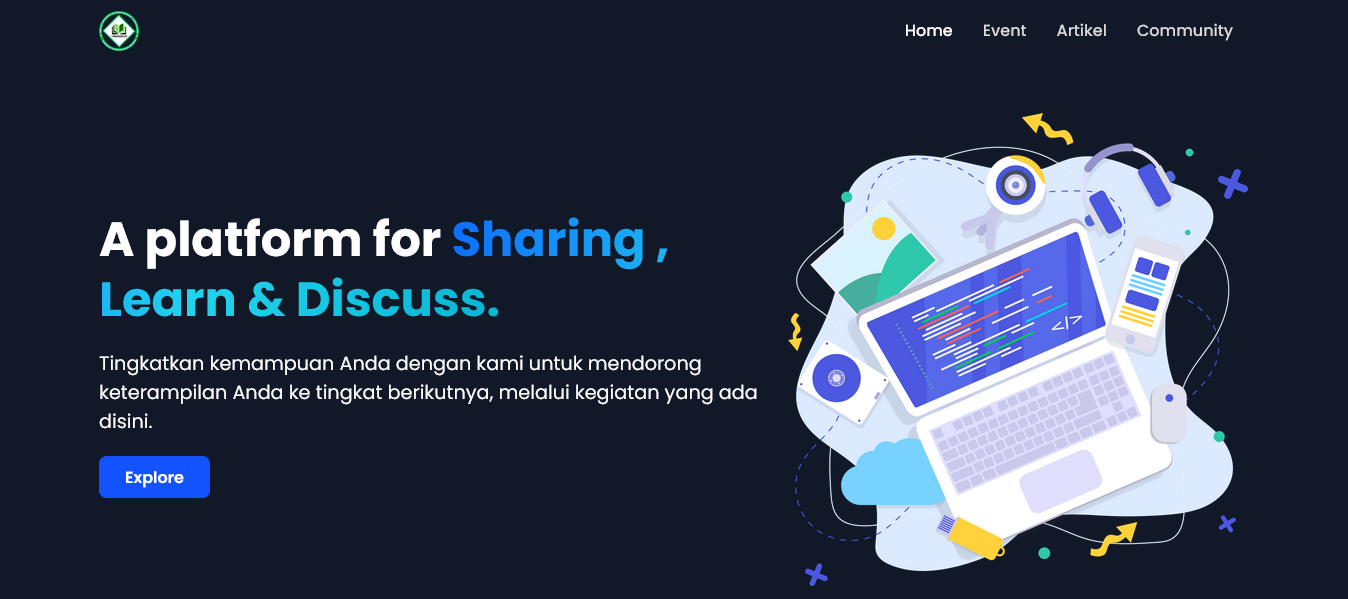 Home Event Artikel Community
A platform for Sharing ,
Learn & Discuss.
Tingkatkan kemampuan Anda dengan kami untuk mendorong
keterampilan Anda ke tingkat berikutnya, melalui kegiatan yang ada
disini.
Explore
</>